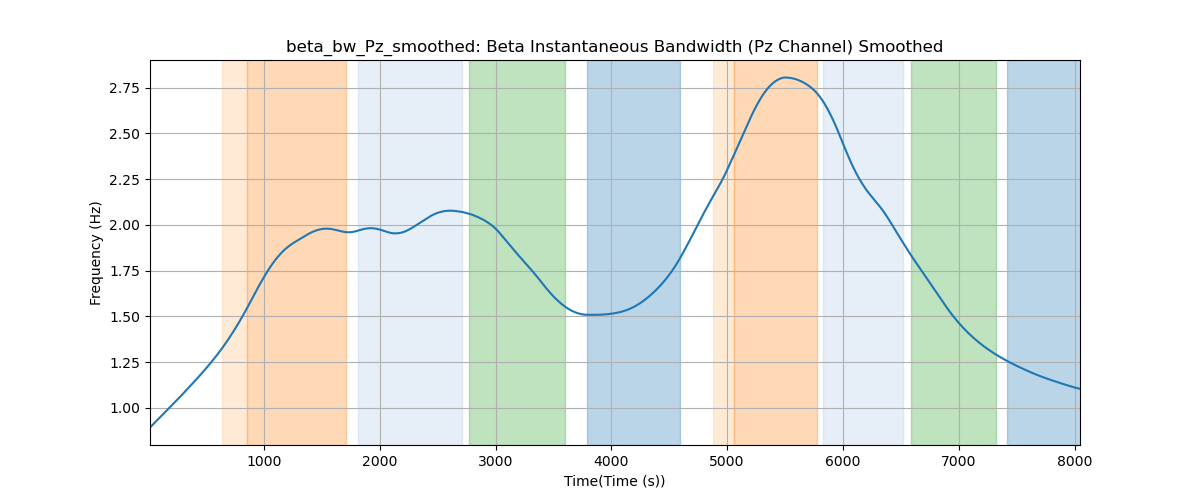 beta_bw_Pz_smoothed: Beta Instantaneous Bandwidth (Pz Channel) Smoothed
Frequency (Hz)
2.75
2.50
2.25
2.00
1.75
1.50
1.25
1.00
1000 2000 3000 4000 5000 6000 7000 8000
Time(Time (s))